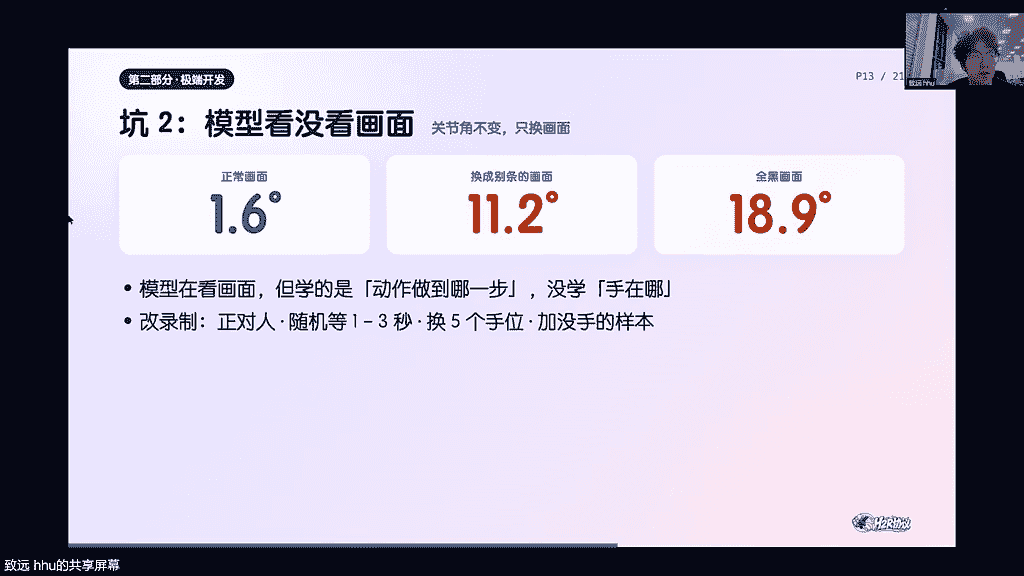 第二部分·极端开发
P13 / 21
致远 hhu
坑 2：模型看没看画面
关节角不变，只换画面
正常画面
1.6°
换成别条的画面
11.2°
全黑画面
18.9°
• 模型在看画面，但学的是「动作做到哪一步」，没学「手在哪」
• 改录制：正对人 · 随机等 1 – 3 秒 · 换 5 个手位 · 加没手的样本
致远 hhu的共享屏幕